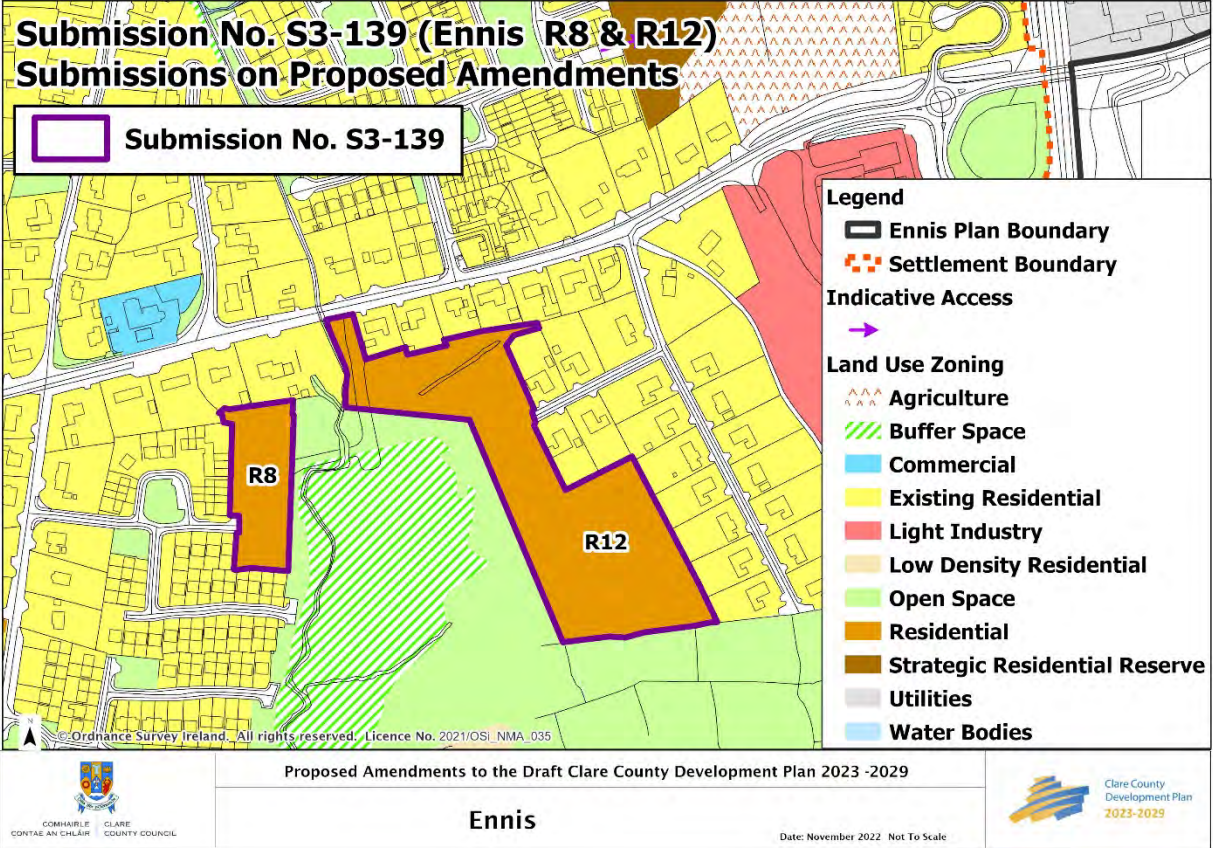 Submission No. S3-139 (Ennis R8 & R12)
Submissions on Proposed Amendments
Submission No. S3-139
R8
R12
Legend
Ennis Plan Boundary
Settlement Boundary
Indicative Access
Land Use Zoning
Agriculture
Buffer Space
Commercial
Existing Residential
Light Industry
Low Density Residential
Open Space
Residential
Strategic Residential Reserve
Utilities
Water Bodies
N
© Ordnance Survey Ireland. All rights reserved. Licence No. 2021/OSi_NMA_035
COMHAIRLE CONTAE AN CHLÁIR
CLARE COUNTY COUNCIL
Proposed Amendments to the Draft Clare County Development Plan 2023 -2029
Ennis
Date: November 2022 Not To Scale
Clare County
Development Plan
2023-2029